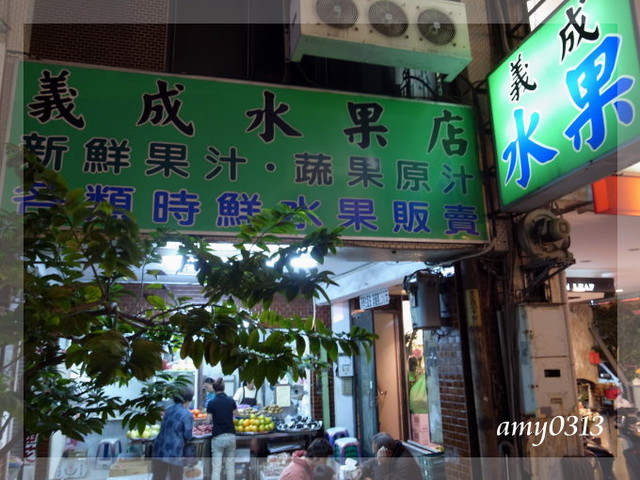 義成水果店
新鮮果汁·蔬果原汁
各類時鮮水果販賣
義成
水果
amy0313